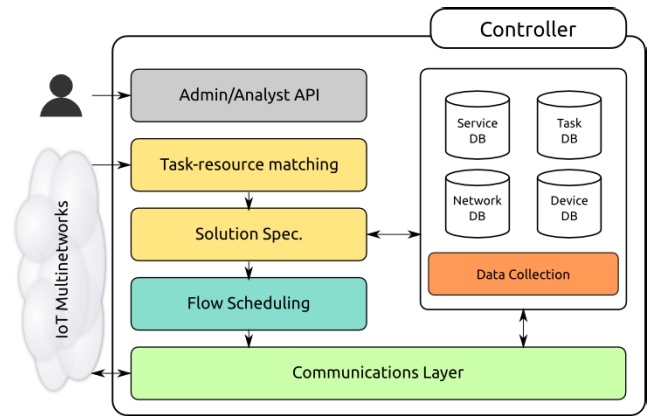 Controller
Admin/Analyst API
Task-resource matching
Solution Spec.
Flow Scheduling
Communications Layer
IoT Multinetworks
Service
DB
Task
DB
Network
DB
Device
DB
Data Collection